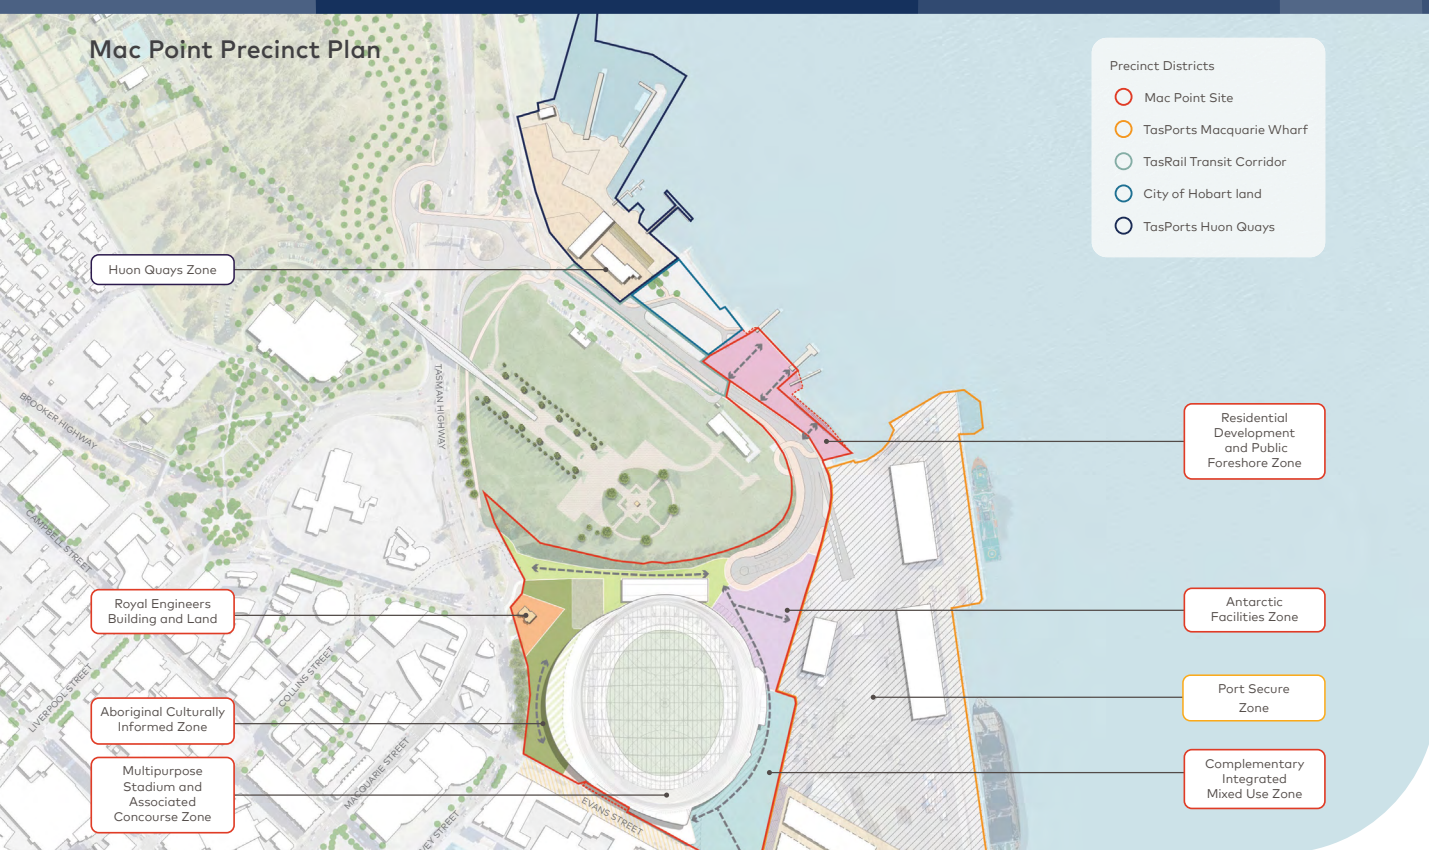 Mac Point Precinct Plan
Precinct Districts
Mac Point Site
TasPorts Macquarie Wharf
TasRail Transit Corridor
City of Hobart land
TasPorts Huon Quays
Huon Quays Zone
TASMAN HIGHWAY
BROOKER HIGHWAY
Residential
Development
and Public
Foreshore Zone
CAMPBELL STREET
Royal Engineers
Building and Land
Antarctic
Facilities Zone
COLLINS STREET
LIVERPOOL STREET
Aboriginal Culturally
Informed Zone
Port Secure
Zone
MACQUARIE STREET
Multipurpose
Stadium and
Associated
Concourse Zone
Complementary
Integrated
Mixed Use Zone
EVANS STREET
VEY STREET